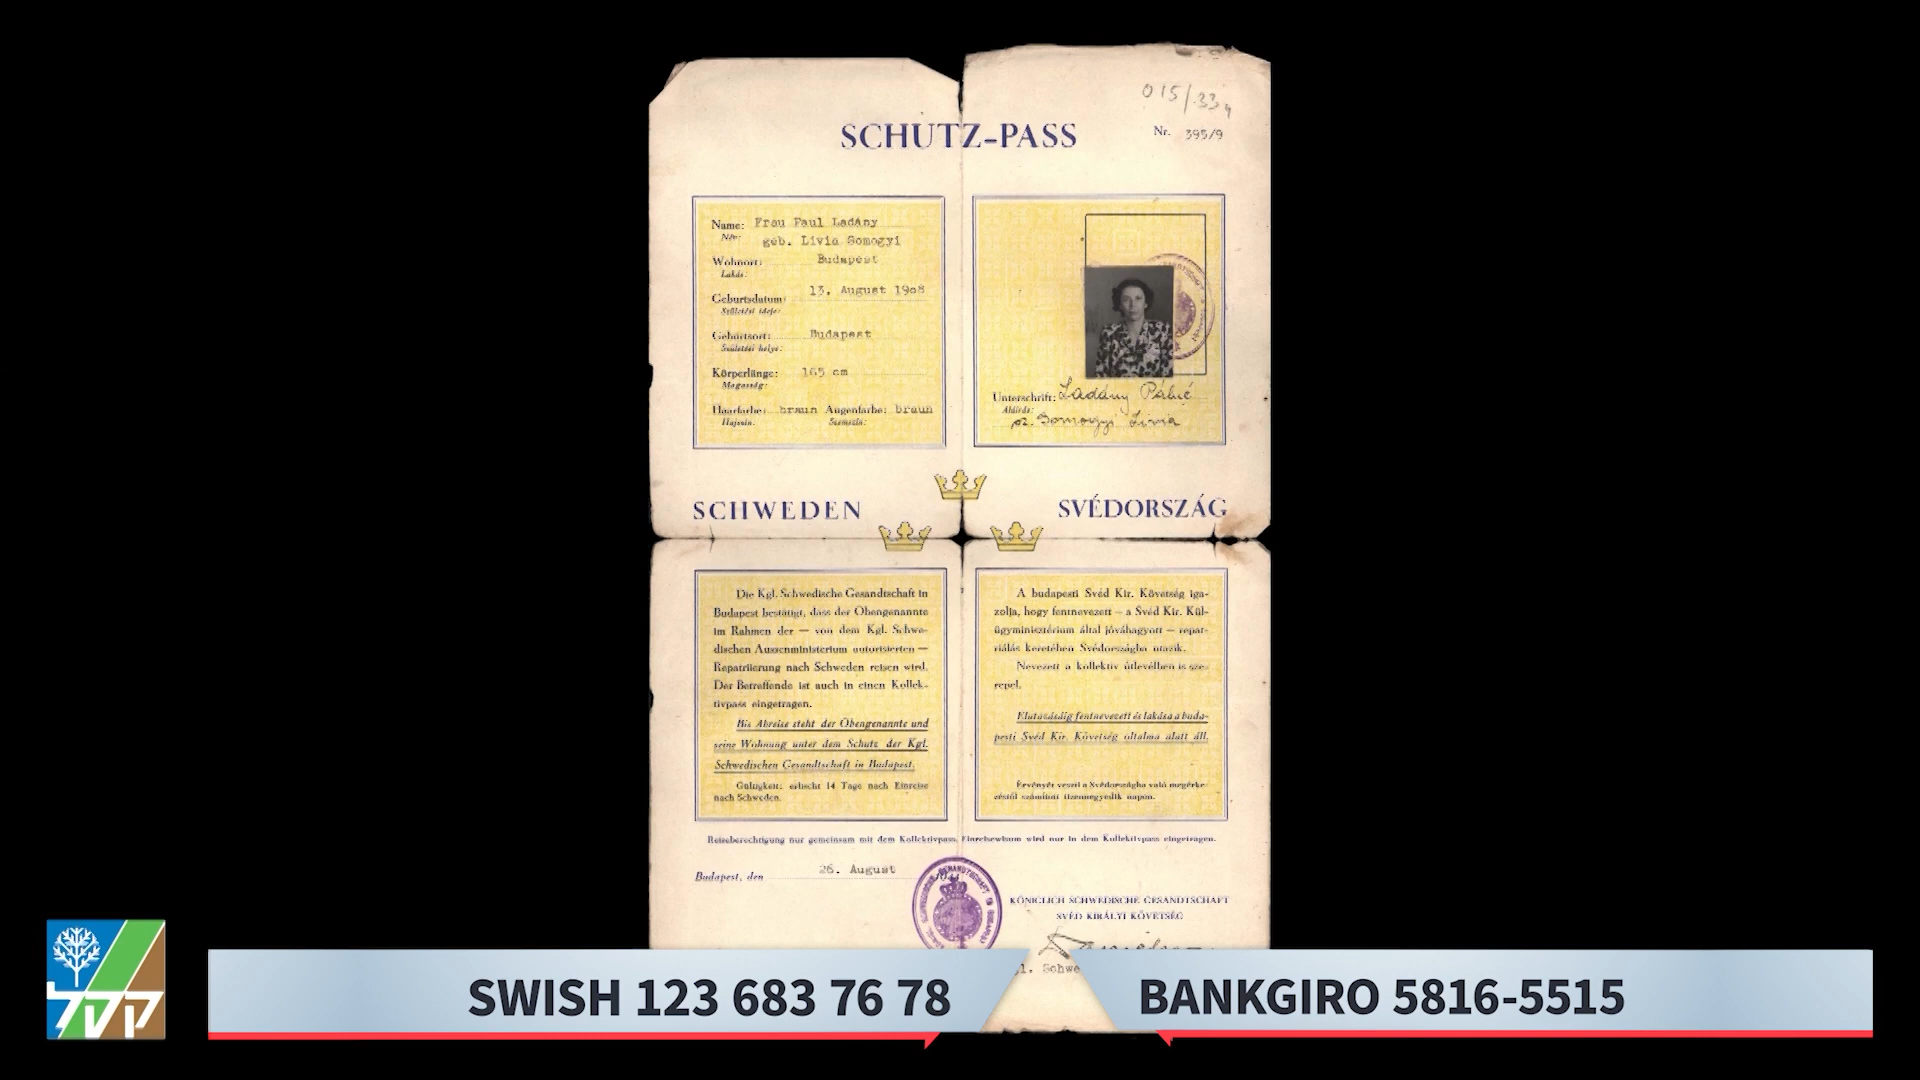 015/334
SCHUTZ-PASS
Nr. 395/9
Name: Frau Paul Ladány
Név:
geb. Livia Somogyi
Wohnort: Budapest
Lakás:
Geburtsdatum: 13. August 1908
Születési ideje:
Geburtsort: Budapest
Születési helye:
Körperlänge: 165 cm
Magasság:
Haarfarbe: braun Augenfarbe: braun
Hajszín: Szemszín:
Unterschrift: Ladány Pálné
Aláírás:
sz. Somogyi Livia
SCHWEDEN
SVÉDORSZÁG
Die Kgl. Schwedische Gesandtschaft in
Budapest bestätigt, dass der Obengenannte
im Rahmen der — von dem Kgl. Schwe-
dischen Aussenministerium autorisierten —
Repatriierung nach Schweden reisen wird.
Der Betreffende ist auch in einen Kollek-
tivpass eingetragen.
Bis Abreise steht der Obengenannte und
seine Wohnung unter dem Schutz der Kgl.
Schwedischen Gesandtschaft in Budapest.
Gültigkeit: erlischt 14 Tage nach Einreise
nach Schweden.
A budapesti Svéd Kir. Követség iga-
zolja, hogy fentnevezett — a Svéd Kir. Kül-
ügyminisztérium által jóváhagyott — repat-
riálás keretében Svédországba utazik.
Nevezett a kollektív útlevélben is sze-
repel.
Elutazásáig fentnevezett és lakása a buda-
pesti Svéd Kir. Követség oltalma alatt áll.
Érvényét veszti a Svédországba való megérke-
zéstől számított tizennegyedik napon.
Reiseberechtigung nur gemeinsam mit dem Kollektivpass. Einreisevisum wird nur in dem Kollektivpass eingetragen.
Budapest, den 26. August
KÖNIGLICH SCHWEDISCHE GESANDTSCHAFT
SVÉD KIRÁLYI KÖVETSÉG
קקל
SWISH 123 683 76 78
BANKGIRO 5816-5515